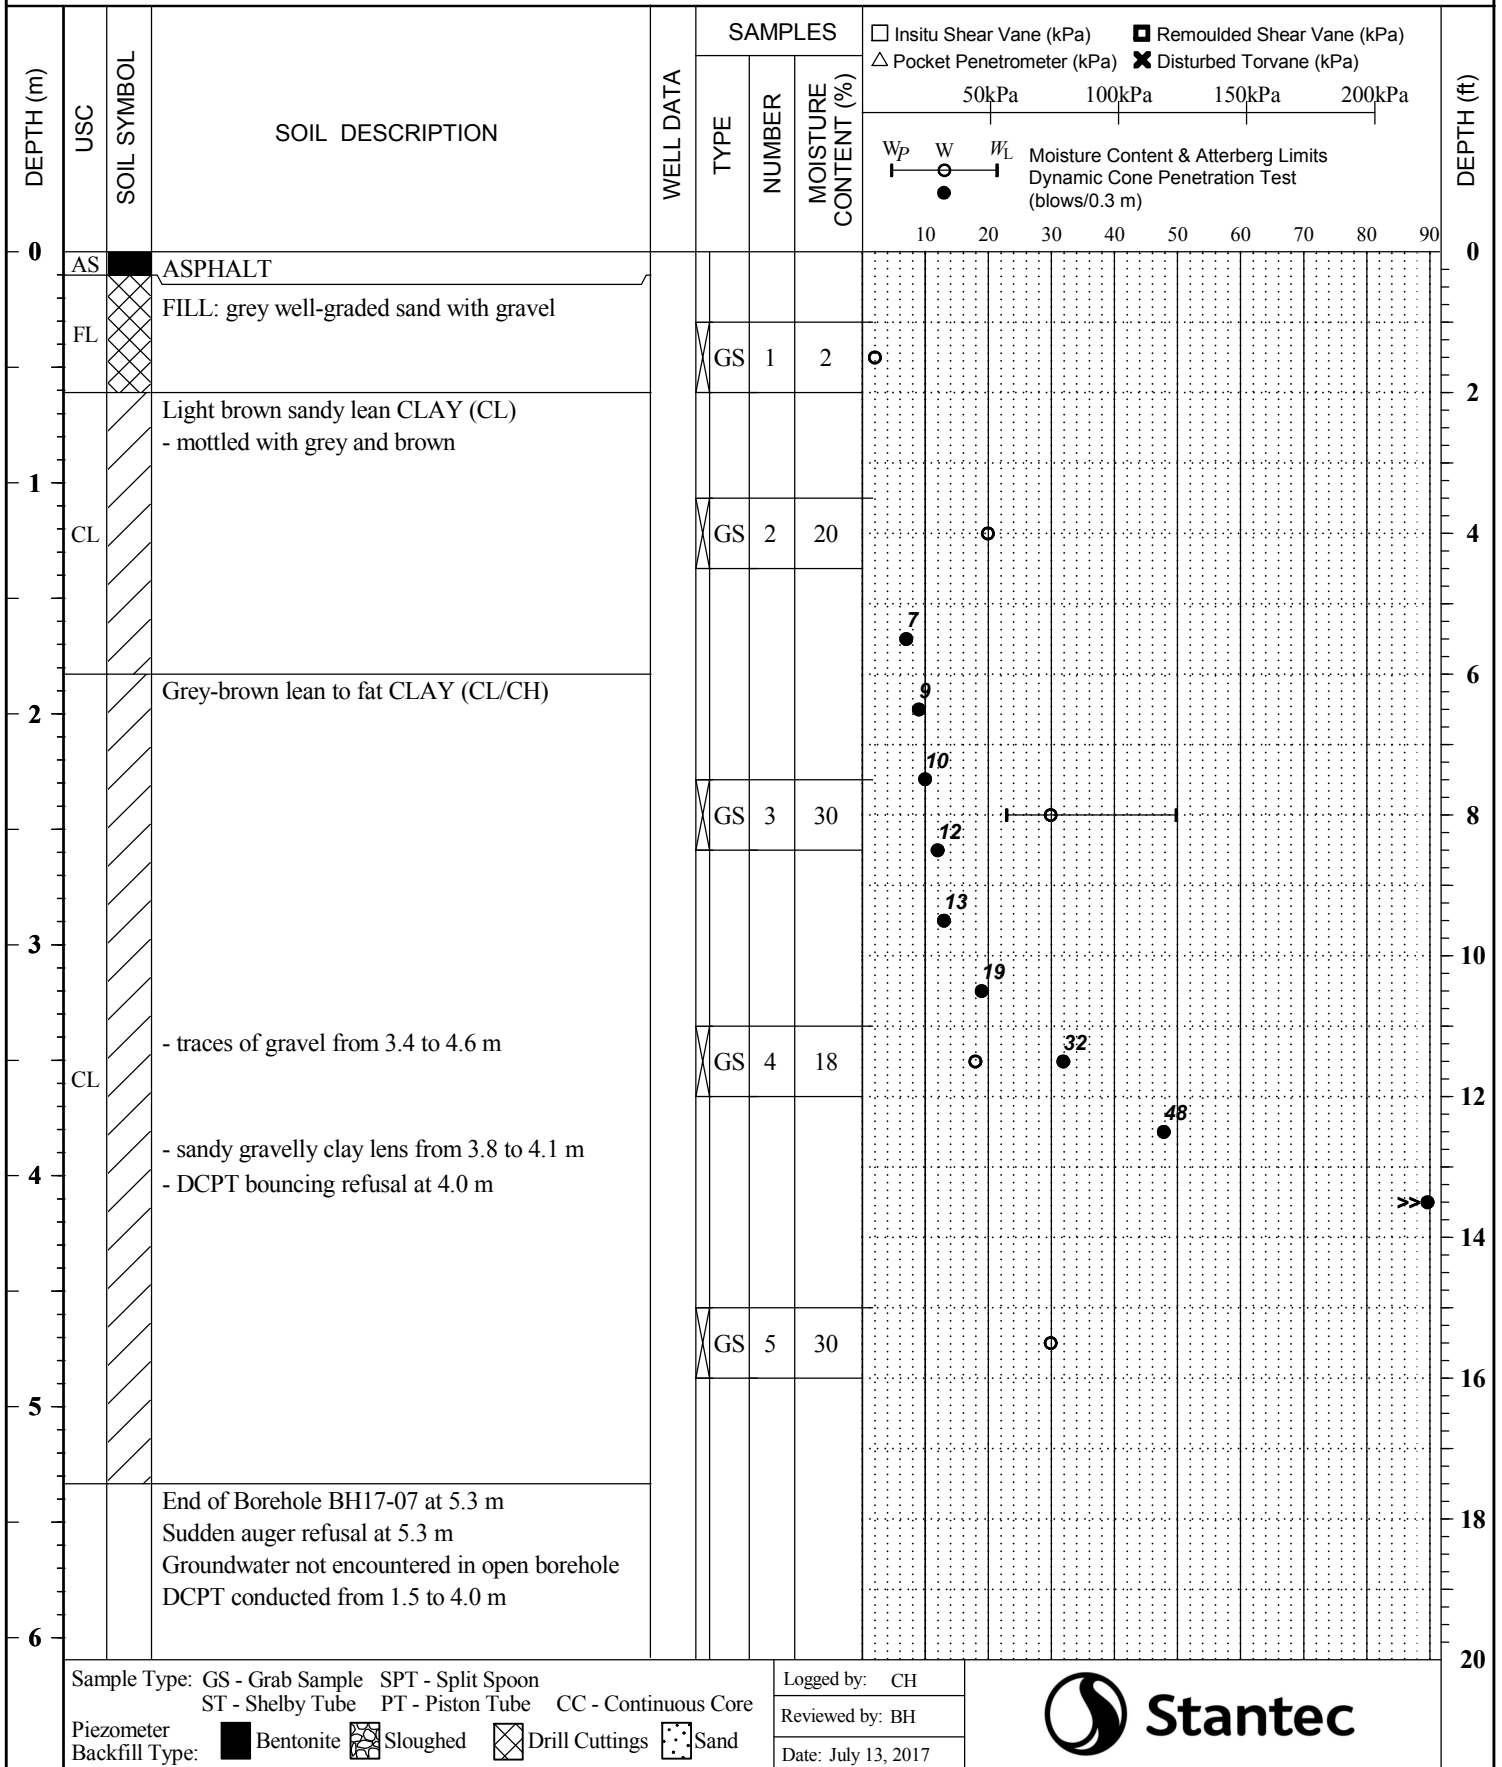 DEPTH (m)
USC
SOIL SYMBOL
SOIL DESCRIPTION
WELL DATA
SAMPLES
TYPE
NUMBER
MOISTURE CONTENT (%)
Insitu Shear Vane (kPa)
Remoulded Shear Vane (kPa)
Pocket Penetrometer (kPa)
Disturbed Torvane (kPa)
50kPa 100kPa 150kPa 200kPa
WP W WL
Moisture Content & Atterberg Limits
Dynamic Cone Penetration Test
(blows/0.3 m)
10 20 30 40 50 60 70 80 90
DEPTH (ft)
0
AS
ASPHALT
0
FILL: grey well-graded sand with gravel
FL
GS 1 2
2
Light brown sandy lean CLAY (CL)
- mottled with grey and brown
1
CL
GS 2 20
4
7
6
Grey-brown lean to fat CLAY (CL/CH)
9
2
10
GS 3 30
8
12
13
3
10
19
- traces of gravel from 3.4 to 4.6 m
32
GS 4 18
CL
12
48
- sandy gravelly clay lens from 3.8 to 4.1 m
4
- DCPT bouncing refusal at 4.0 m
>>
14
GS 5 30
16
5
End of Borehole BH17-07 at 5.3 m
18
Sudden auger refusal at 5.3 m
Groundwater not encountered in open borehole
DCPT conducted from 1.5 to 4.0 m
6
20
Sample Type: GS - Grab Sample SPT - Split Spoon
ST - Shelby Tube PT - Piston Tube CC - Continuous Core
Piezometer
Backfill Type:
Bentonite Sloughed Drill Cuttings Sand
Logged by: CH
Reviewed by: BH
Date: July 13, 2017
Stantec